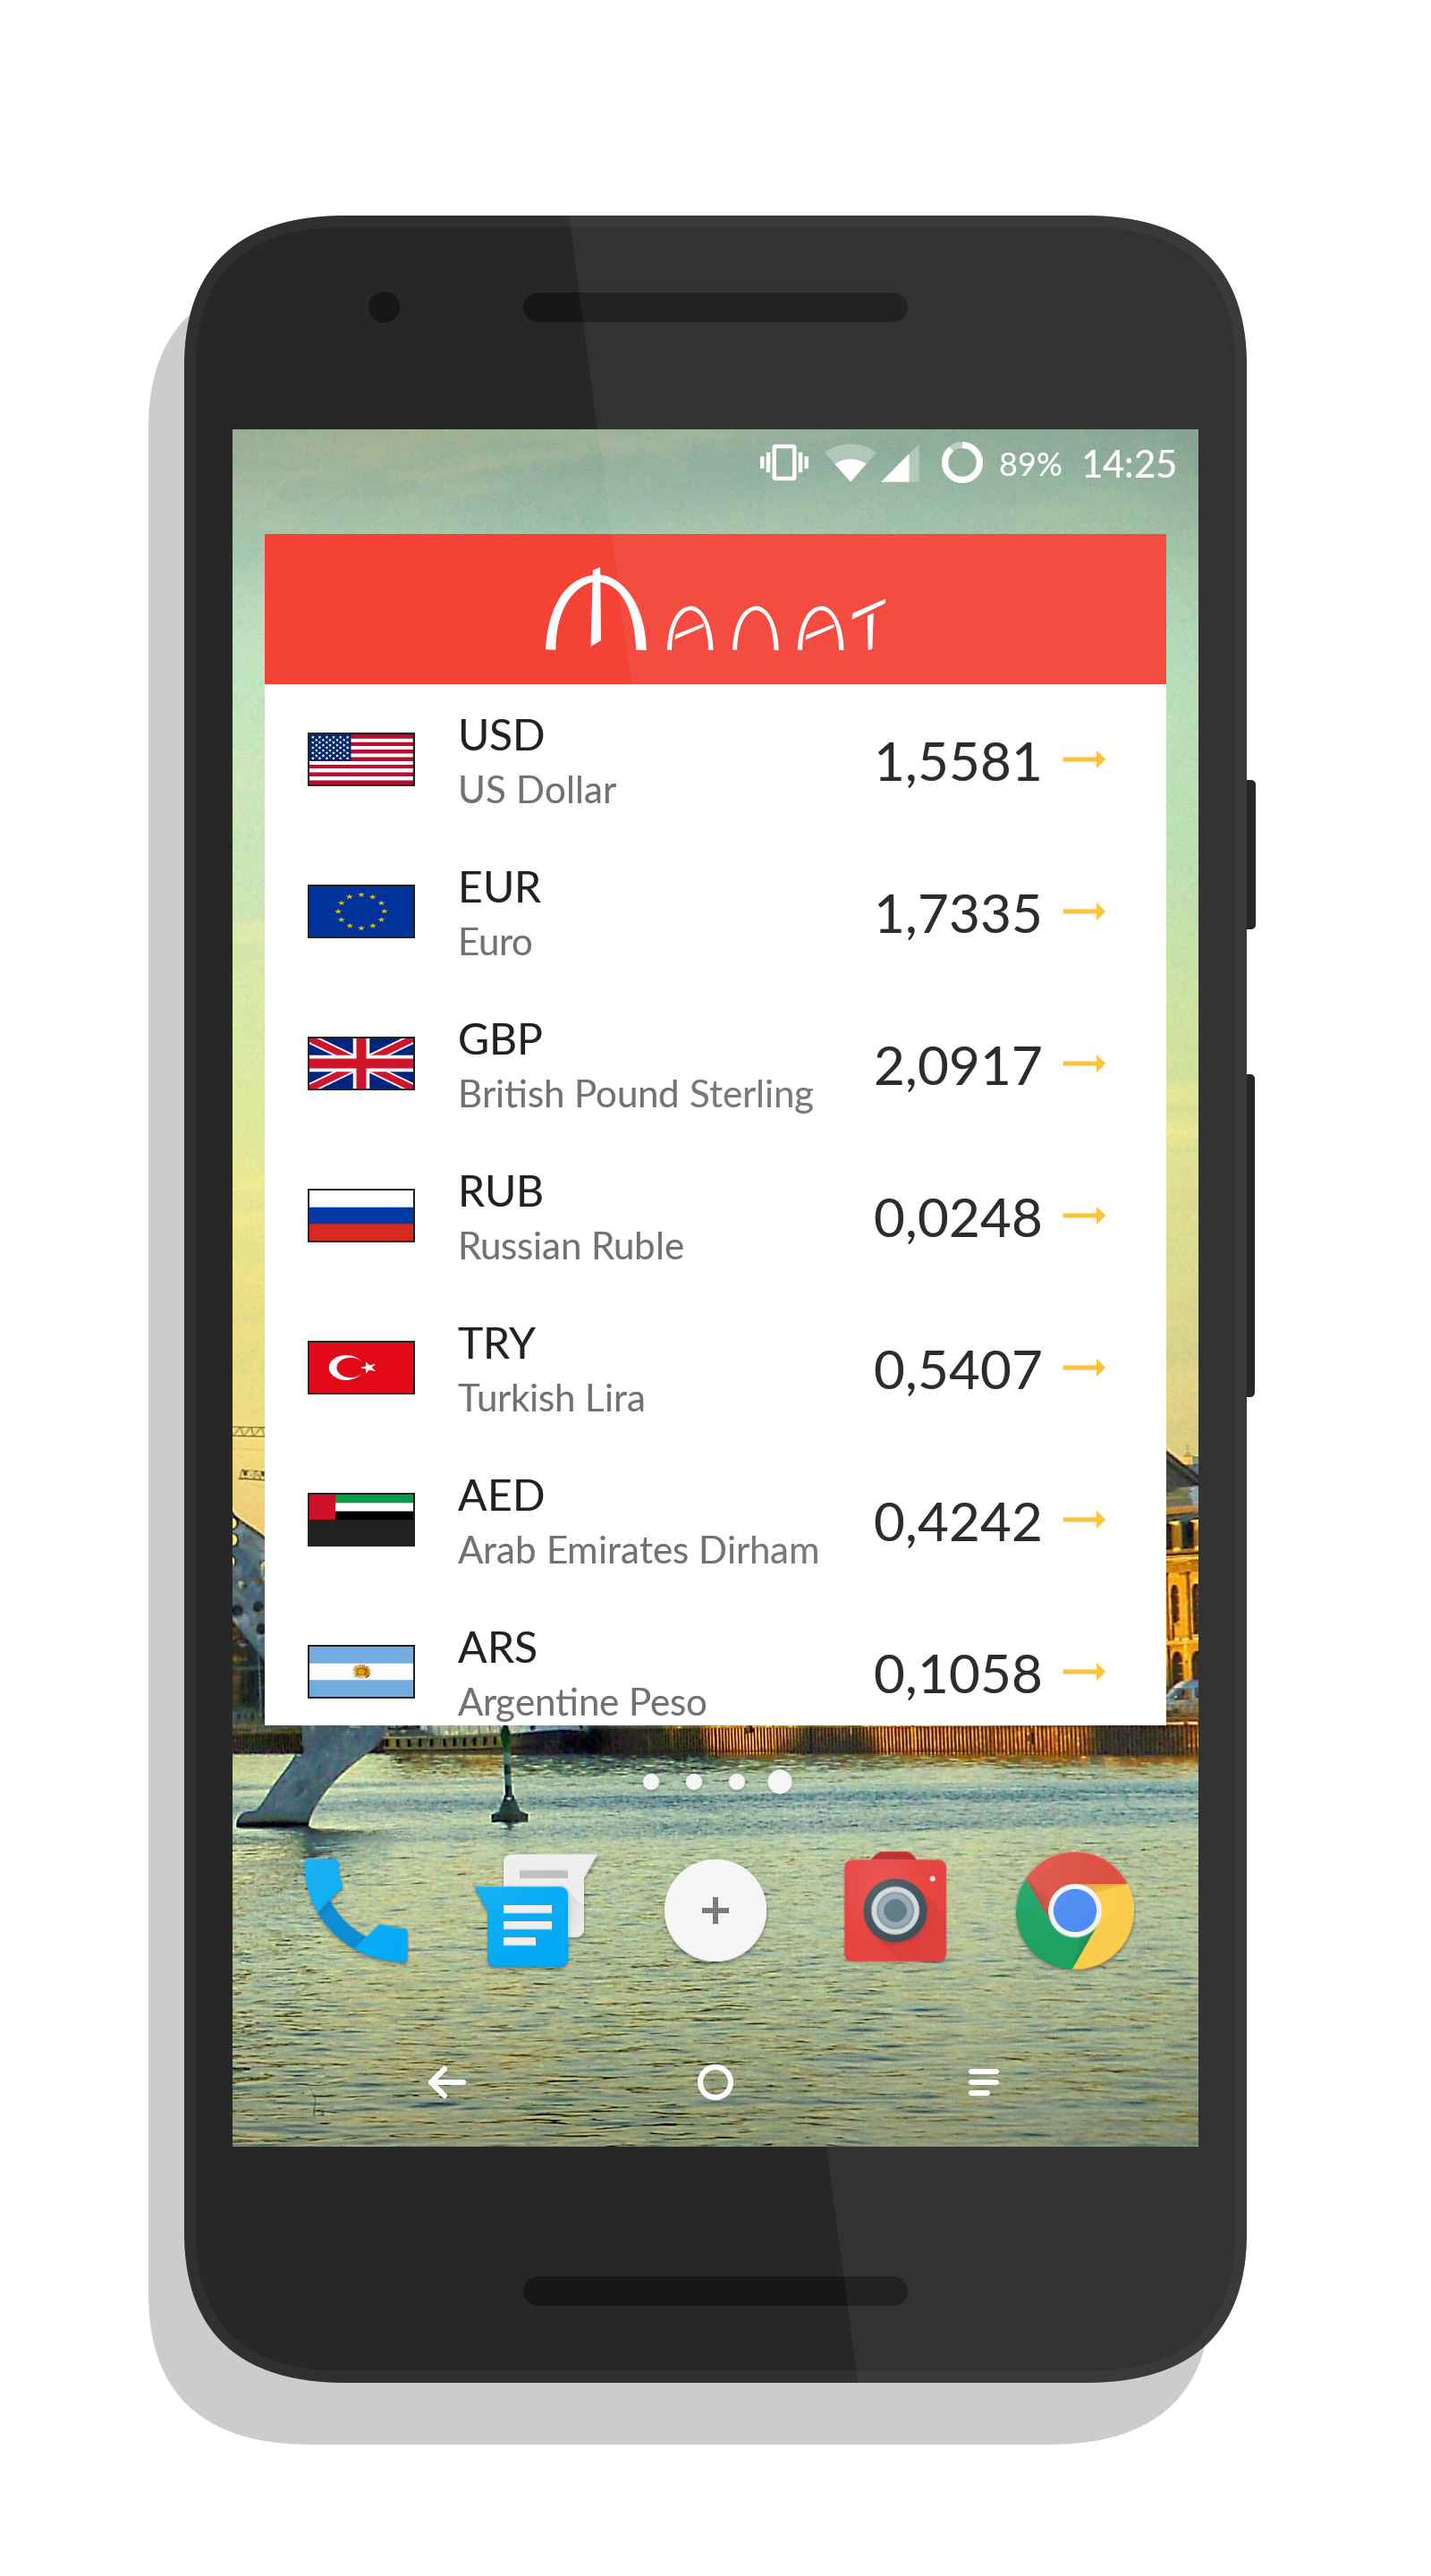 89% 14:25
Manat
USD
US Dollar
1,5581
EUR
Euro
1,7335
GBP
British Pound Sterling
2,0917
RUB
Russian Ruble
0,0248
TRY
Turkish Lira
0,5407
AED
Arab Emirates Dirham
0,4242
ARS
Argentine Peso
0,1058